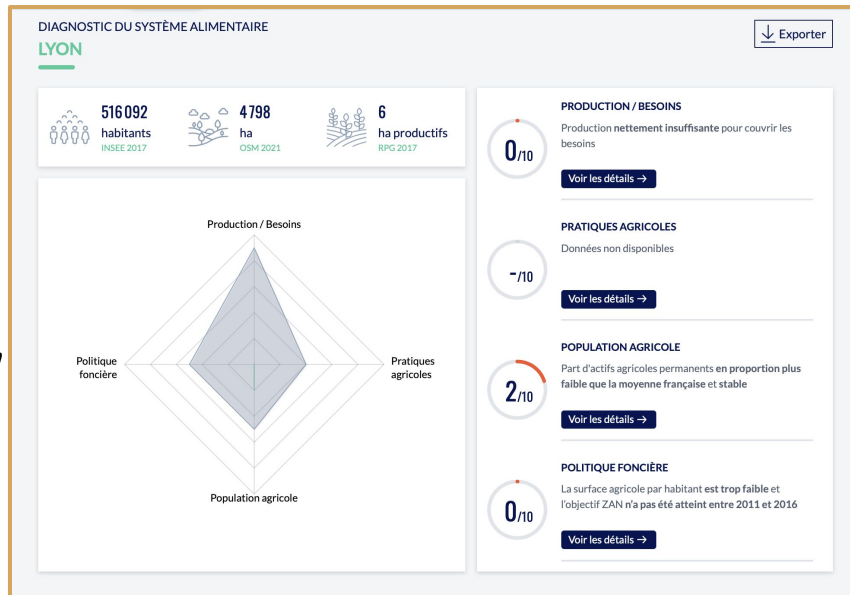 DIAGNOSTIC DU SYSTÈME ALIMENTAIRE
LYON
Exporter
516 092
habitants
INSEE 2017
4 798
ha
OSM 2021
6
ha productifs
RPG 2017
Production / Besoins
Politique
foncière
Pratiques
agricoles
Population agricole
PRODUCTION / BESOINS
0/10
Production nettement insuffisante pour couvrir les
besoins
Voir les détails →
PRATIQUES AGRICOLES
-/10
Données non disponibles
Voir les détails →
POPULATION AGRICOLE
2/10
Part d'actifs agricoles permanents en proportion plus
faible que la moyenne française et stable
Voir les détails →
POLITIQUE FONCIÈRE
0/10
La surface agricole par habitant est trop faible et
l'objectif ZAN n'a pas été atteint entre 2011 et 2016
Voir les détails →